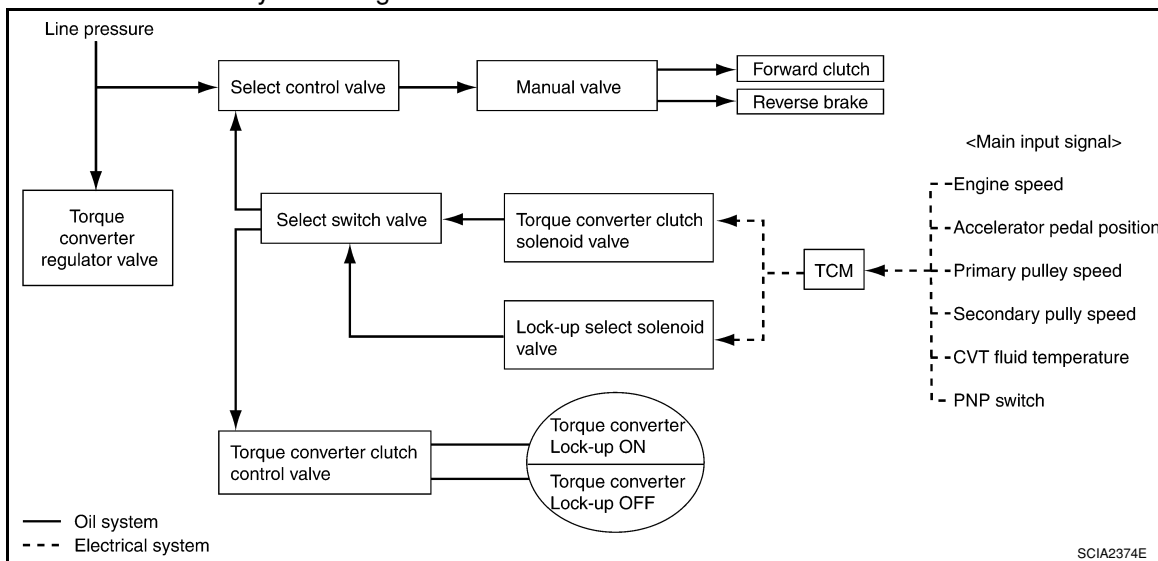 Line pressure
Select control valve
Manual valve
Forward clutch
Reverse brake
<Main input signal>
Torque
converter
regulator valve
Select switch valve
Torque converter clutch
solenoid valve
TCM
Engine speed
Accelerator pedal position
Primary pulley speed
Secondary pully speed
CVT fluid temperature
PNP switch
Lock-up select solenoid
valve
Torque converter clutch
control valve
Torque converter
Lock-up ON
Torque converter
Lock-up OFF
Oil system
Electrical system
SCIA2374E